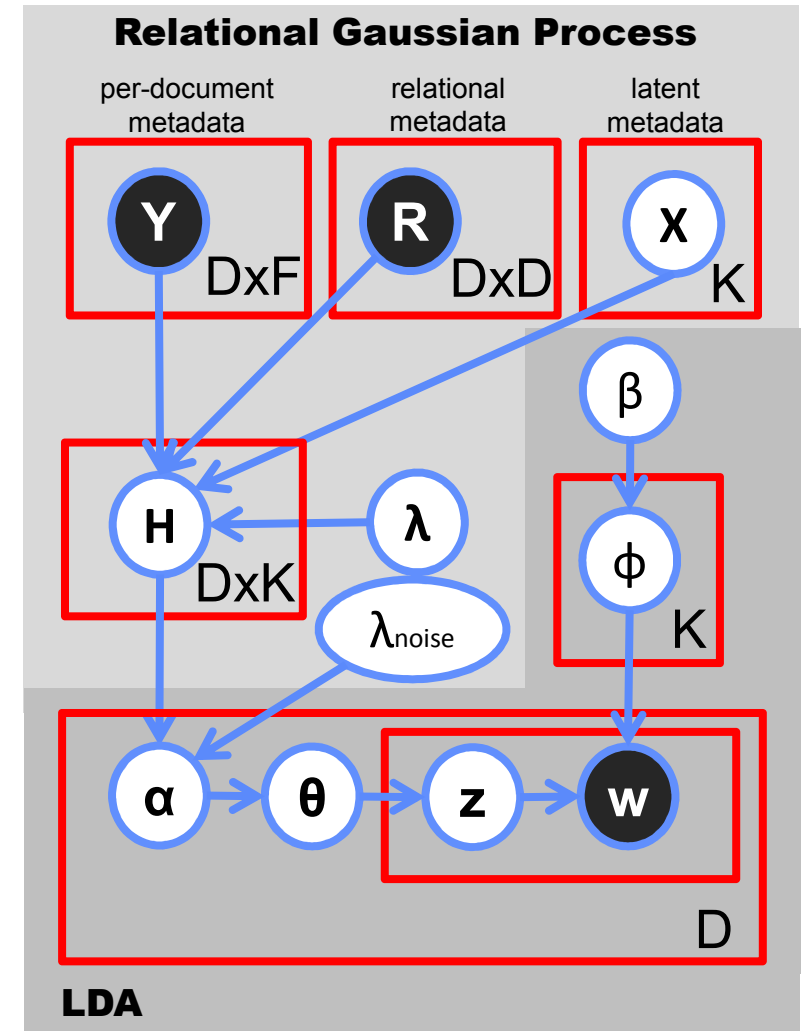 Relational Gaussian Process
per-document
metadata
relational
metadata
latent
metadata
Y
DxF
R
DxD
X
K
β
H
DxK
λ
λnoise
ϕ
K
α
θ
z
w
D
LDA